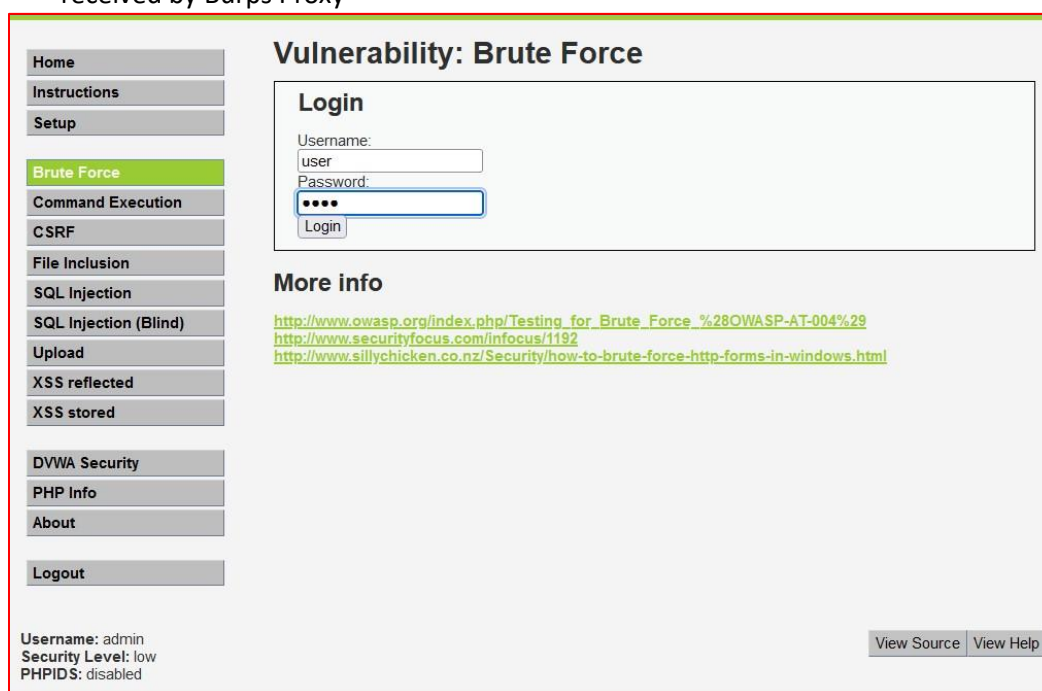 received by Burps Proxy
Home
Instructions
Setup
Brute Force
Command Execution
CSRF
File Inclusion
SQL Injection
SQL Injection (Blind)
Upload
XSS reflected
XSS stored
DVWA Security
PHP Info
About
Logout
Vulnerability: Brute Force
Login
Username:
user
Password:
••••
Login
More info
http://www.owasp.org/index.php/Testing_for_Brute_Force_%28OWASP-AT-004%29
http://www.securityfocus.com/infocus/1192
http://www.sillychicken.co.nz/Security/how-to-brute-force-http-forms-in-windows.html
Username: admin
Security Level: low
PHPIDS: disabled
View Source View Help